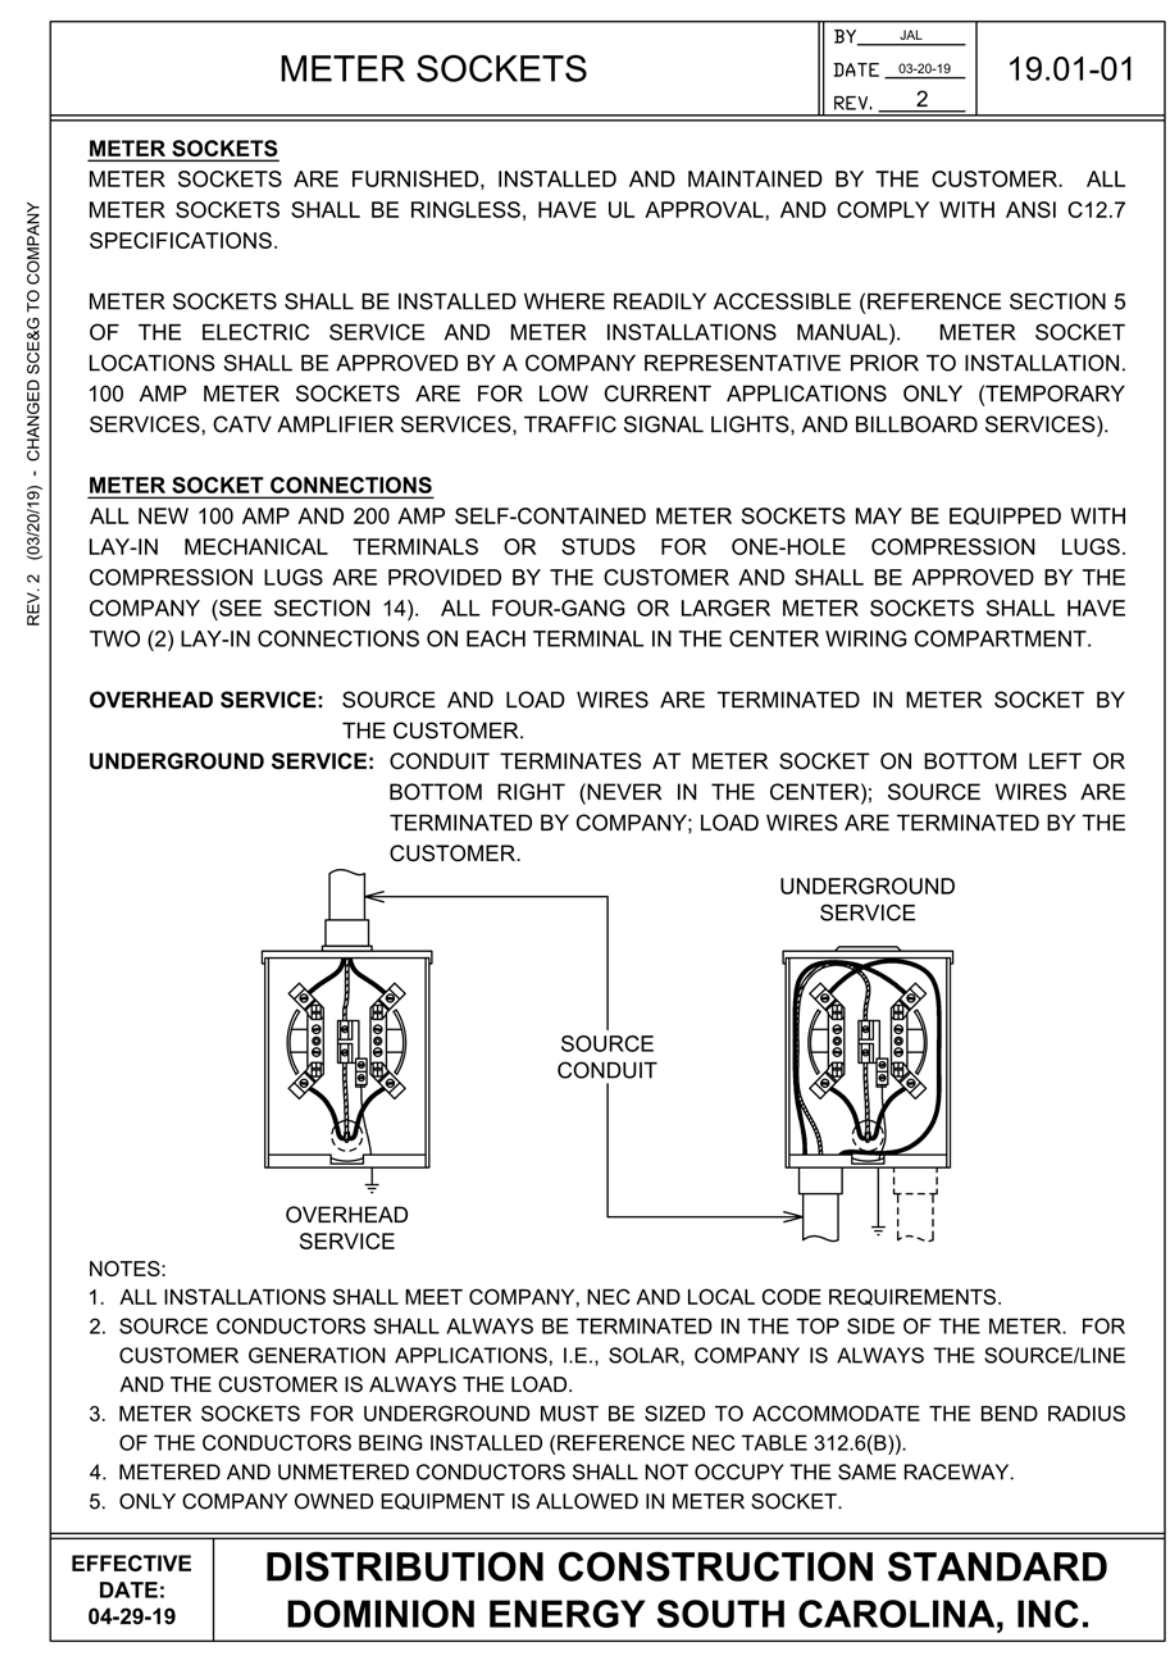 METER SOCKETS
BY JAL
DATE 03-20-19
REV. 2
19.01-01
REV. 2 (03/20/19) - CHANGED SCE&G TO COMPANY
METER SOCKETS
METER SOCKETS ARE FURNISHED, INSTALLED AND MAINTAINED BY THE CUSTOMER. ALL
METER SOCKETS SHALL BE RINGLESS, HAVE UL APPROVAL, AND COMPLY WITH ANSI C12.7
SPECIFICATIONS.
METER SOCKETS SHALL BE INSTALLED WHERE READILY ACCESSIBLE (REFERENCE SECTION 5
OF THE ELECTRIC SERVICE AND METER INSTALLATIONS MANUAL). METER SOCKET
LOCATIONS SHALL BE APPROVED BY A COMPANY REPRESENTATIVE PRIOR TO INSTALLATION.
100 AMP METER SOCKETS ARE FOR LOW CURRENT APPLICATIONS ONLY (TEMPORARY
SERVICES, CATV AMPLIFIER SERVICES, TRAFFIC SIGNAL LIGHTS, AND BILLBOARD SERVICES).
METER SOCKET CONNECTIONS
ALL NEW 100 AMP AND 200 AMP SELF-CONTAINED METER SOCKETS MAY BE EQUIPPED WITH
LAY-IN MECHANICAL TERMINALS OR STUDS FOR ONE-HOLE COMPRESSION LUGS.
COMPRESSION LUGS ARE PROVIDED BY THE CUSTOMER AND SHALL BE APPROVED BY THE
COMPANY (SEE SECTION 14). ALL FOUR-GANG OR LARGER METER SOCKETS SHALL HAVE
TWO (2) LAY-IN CONNECTIONS ON EACH TERMINAL IN THE CENTER WIRING COMPARTMENT.
OVERHEAD SERVICE: SOURCE AND LOAD WIRES ARE TERMINATED IN METER SOCKET BY
THE CUSTOMER.
UNDERGROUND SERVICE: CONDUIT TERMINATES AT METER SOCKET ON BOTTOM LEFT OR
BOTTOM RIGHT (NEVER IN THE CENTER); SOURCE WIRES ARE
TERMINATED BY COMPANY; LOAD WIRES ARE TERMINATED BY THE
CUSTOMER.
UNDERGROUND
SERVICE
SOURCE
CONDUIT
OVERHEAD
SERVICE
NOTES:
1. ALL INSTALLATIONS SHALL MEET COMPANY, NEC AND LOCAL CODE REQUIREMENTS.
2. SOURCE CONDUCTORS SHALL ALWAYS BE TERMINATED IN THE TOP SIDE OF THE METER. FOR
CUSTOMER GENERATION APPLICATIONS, I.E., SOLAR, COMPANY IS ALWAYS THE SOURCE/LINE
AND THE CUSTOMER IS ALWAYS THE LOAD.
3. METER SOCKETS FOR UNDERGROUND MUST BE SIZED TO ACCOMMODATE THE BEND RADIUS
OF THE CONDUCTORS BEING INSTALLED (REFERENCE NEC TABLE 312.6(B)).
4. METERED AND UNMETERED CONDUCTORS SHALL NOT OCCUPY THE SAME RACEWAY.
5. ONLY COMPANY OWNED EQUIPMENT IS ALLOWED IN METER SOCKET.
EFFECTIVE
DATE:
04-29-19
DISTRIBUTION CONSTRUCTION STANDARD
DOMINION ENERGY SOUTH CAROLINA, INC.